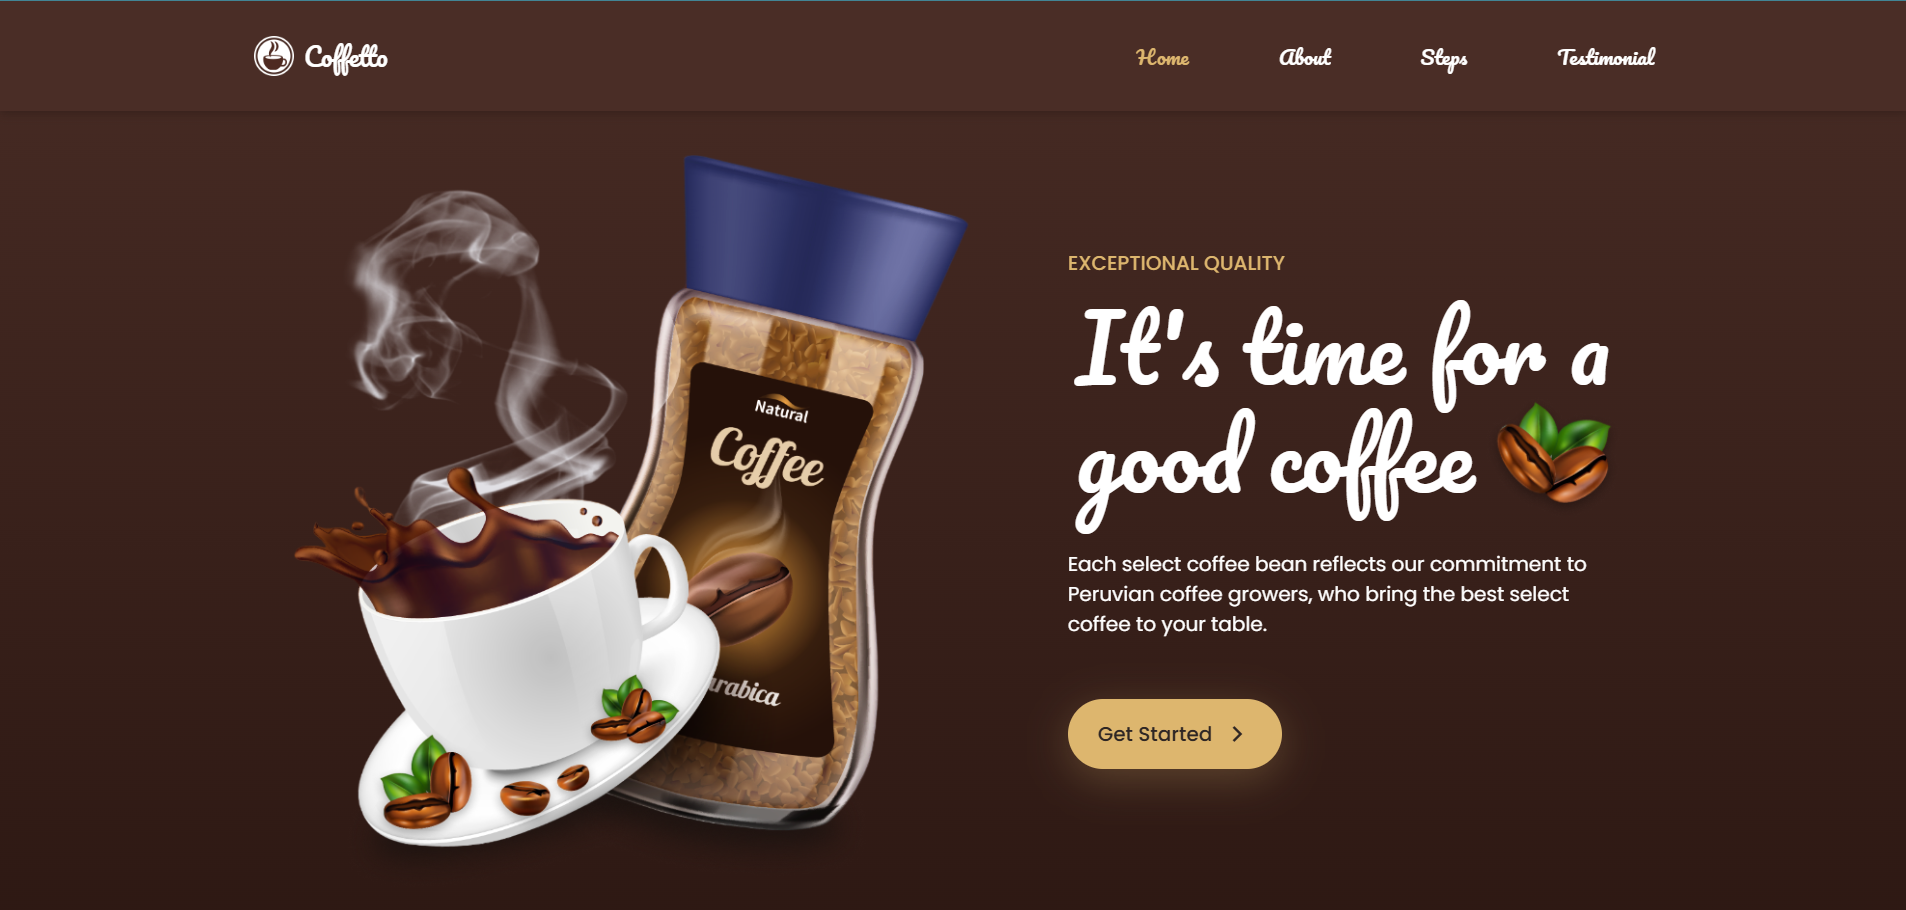 Coffetto
Home About Steps Testimonial
Natural
Coffee
EXCEPTIONAL QUALITY
It's time for a
good coffee
Each select coffee bean reflects our commitment to
Peruvian coffee growers, who bring the best select
coffee to your table.
Get Started